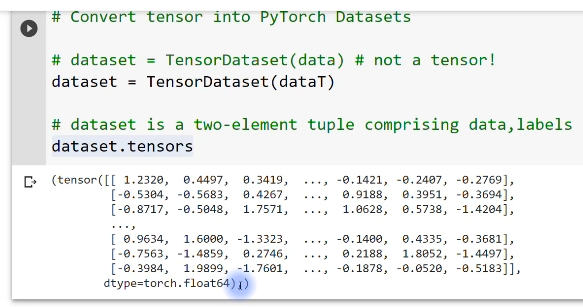 # Convert tensor into PyTorch Datasets
# dataset = TensorDataset(data) # not a tensor!
dataset = TensorDataset(dataT)
# dataset is a two-element tuple comprising data,labels
dataset.tensors
(tensor([[ 1.2320,  0.4497,  0.3419,  ..., -0.1421, -0.2407, -0.2769],
[-0.5304, -0.5683,  0.4267,  ...,  0.9188,  0.3951, -0.3694],
[-0.8717, -0.5048,  1.7571,  ...,  1.0628,  0.5738, -1.4204],
...,
[ 0.9634,  1.6000, -1.3323,  ..., -0.1400,  0.4335, -0.3681],
[-0.7563, -1.4859,  0.2746,  ...,  0.2188,  1.8052, -1.4497],
[-0.3984,  1.9899, -1.7601,  ..., -0.1878, -0.0520, -0.5183]],
dtype=torch.float64),)